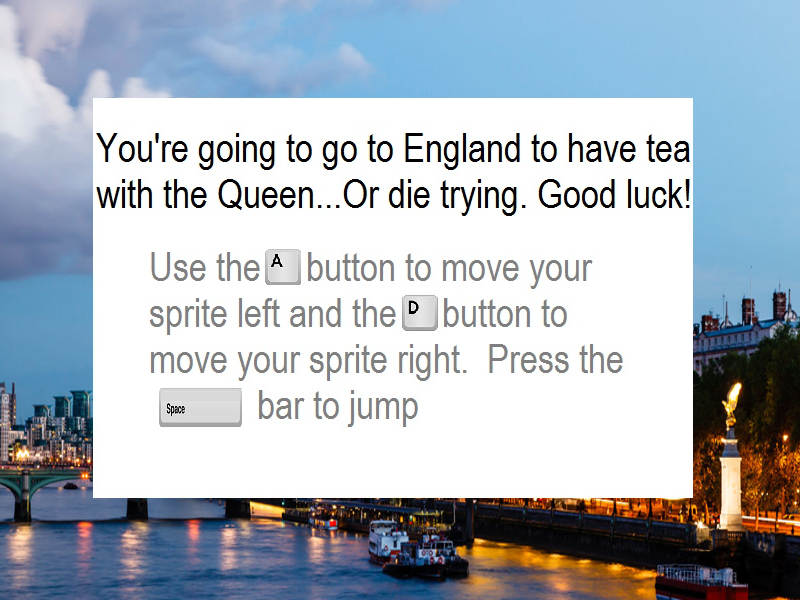 You're going to go to England to have tea
with the Queen...Or die trying. Good luck!
Use the A button to move your
sprite left and the D button to
move your sprite right.  Press the
Space bar to jump